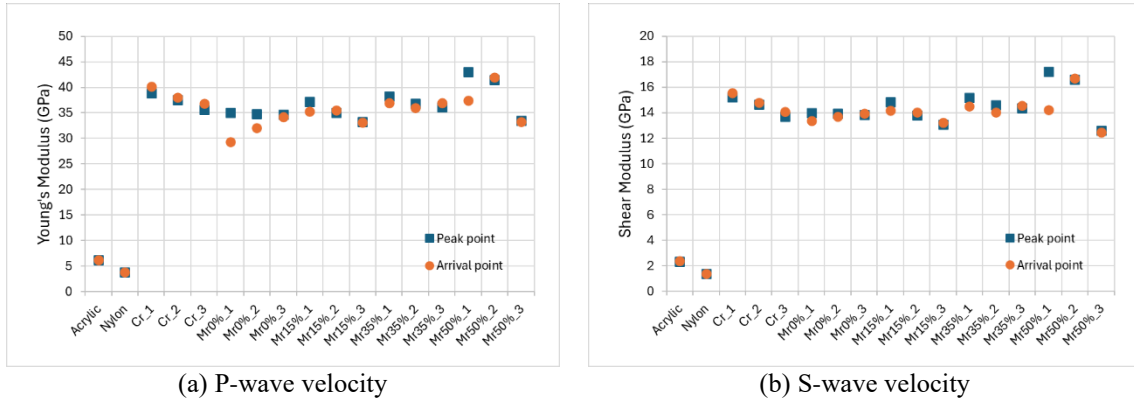 50
45
40
35
30
25
20
15
10
5
0
Young's Modulus (GPa)
Peak point
Arrival point
Acrylic
Nylon
Cr_1
Cr_2
Cr_3
Mr0%_1
Mr0%_2
Mr0%_3
Mr15%_1
Mr15%_2
Mr15%_3
Mr35%_1
Mr35%_2
Mr35%_3
Mr50%_1
Mr50%_2
Mr50%_3
(a) P-wave velocity
20
18
16
14
12
10
8
6
4
2
0
Shear Modulus (GPa)
Peak point
Arrival point
Acrylic
Nylon
Cr_1
Cr_2
Cr_3
Mr0%_1
Mr0%_2
Mr0%_3
Mr15%_1
Mr15%_2
Mr15%_3
Mr35%_1
Mr35%_2
Mr35%_3
Mr50%_1
Mr50%_2
Mr50%_3
(b) S-wave velocity